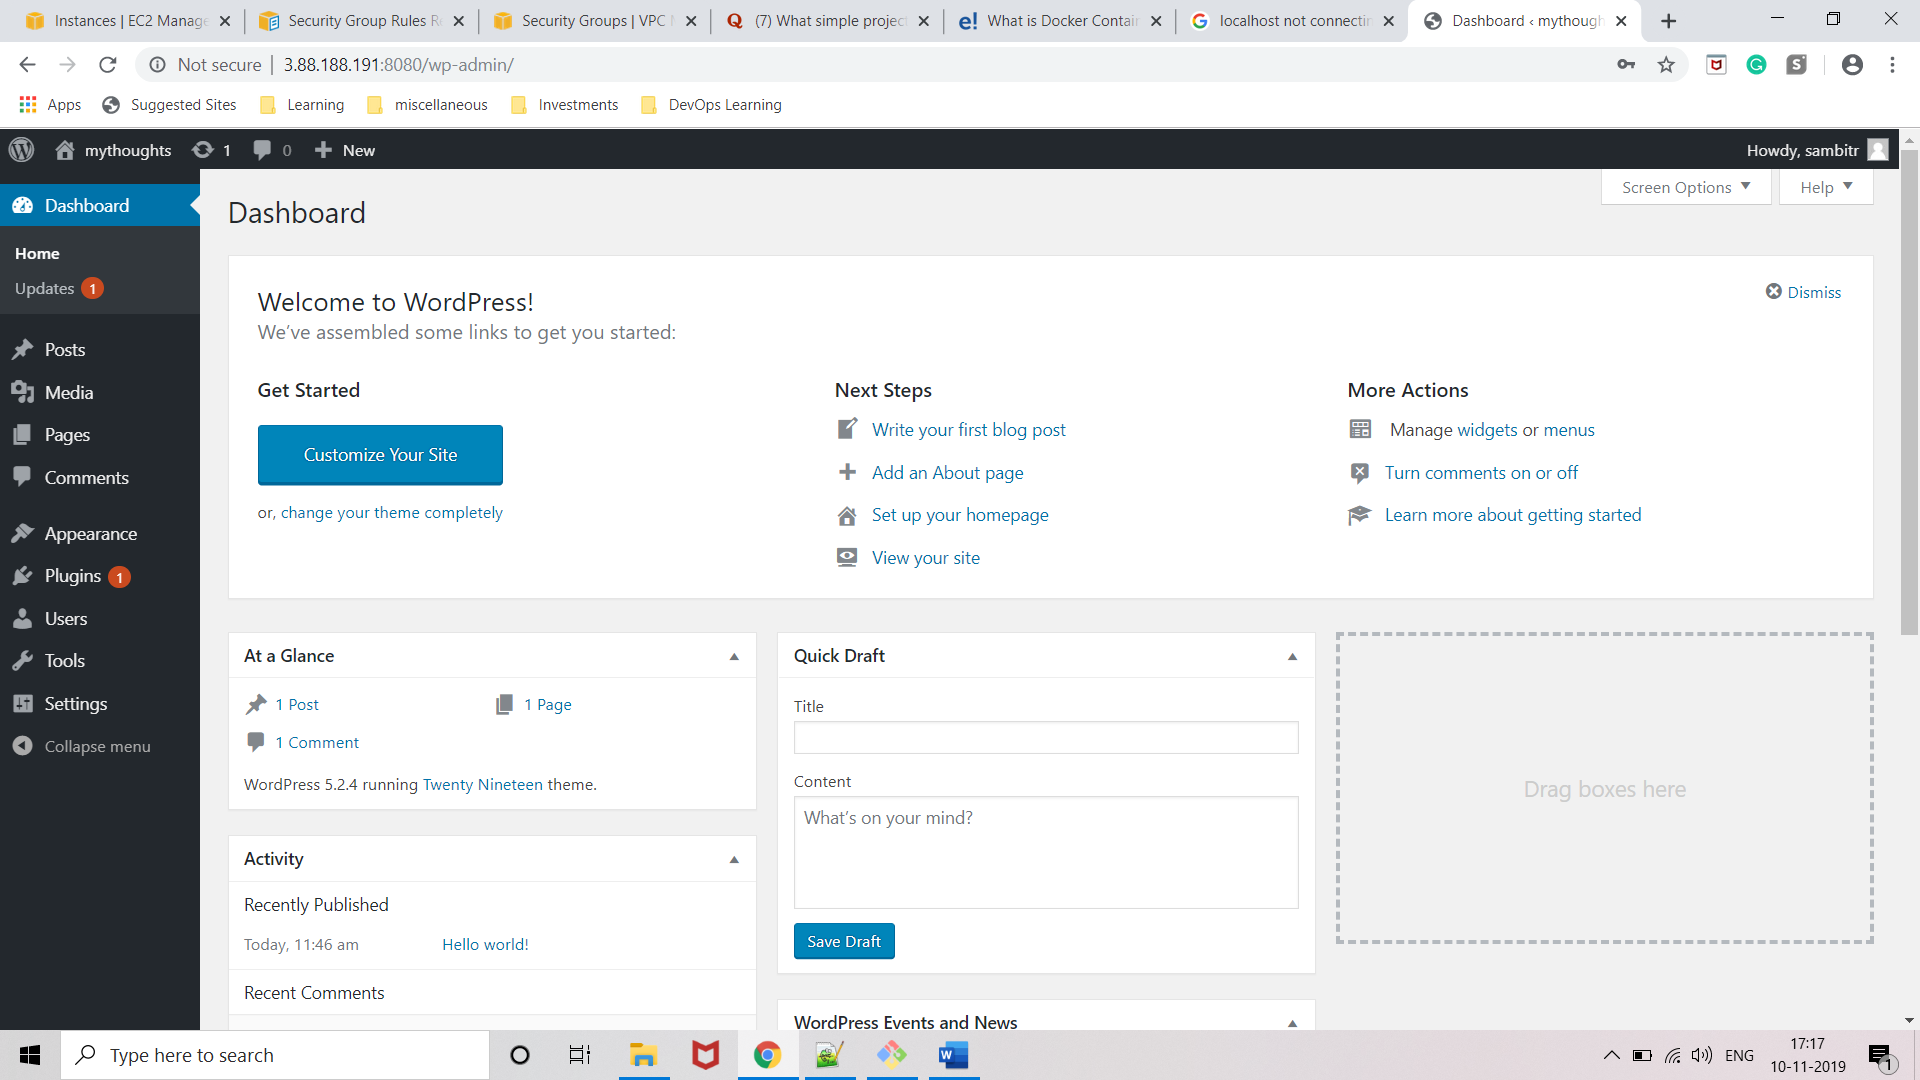 Instances | EC2 Manage
Security Group Rules Re
Security Groups | VPC M
(7) What simple project
What is Docker Contain
localhost not connectin
Dashboard ‹ mythough
Not secure | 3.88.188.191:8080/wp-admin/
Apps
Suggested Sites
Learning
miscellaneous
Investments
DevOps Learning
mythoughts
1
0
New
Howdy, sambitr
Screen Options
Help
Dashboard
Home
Updates 1
Posts
Media
Pages
Comments
Appearance
Plugins 1
Users
Tools
Settings
Collapse menu
Dashboard
Welcome to WordPress!
Dismiss
We’ve assembled some links to get you started:
Get Started
Customize Your Site
or, change your theme completely
Next Steps
Write your first blog post
Add an About page
Set up your homepage
View your site
More Actions
Manage widgets or menus
Turn comments on or off
Learn more about getting started
At a Glance
1 Post
1 Page
1 Comment
WordPress 5.2.4 running Twenty Nineteen theme.
Activity
Recently Published
Today, 11:46 am
Hello world!
Recent Comments
Quick Draft
Title
Content
What’s on your mind?
Save Draft
WordPress Events and News
Drag boxes here
Type here to search
ENG
17:17
10-11-2019
1